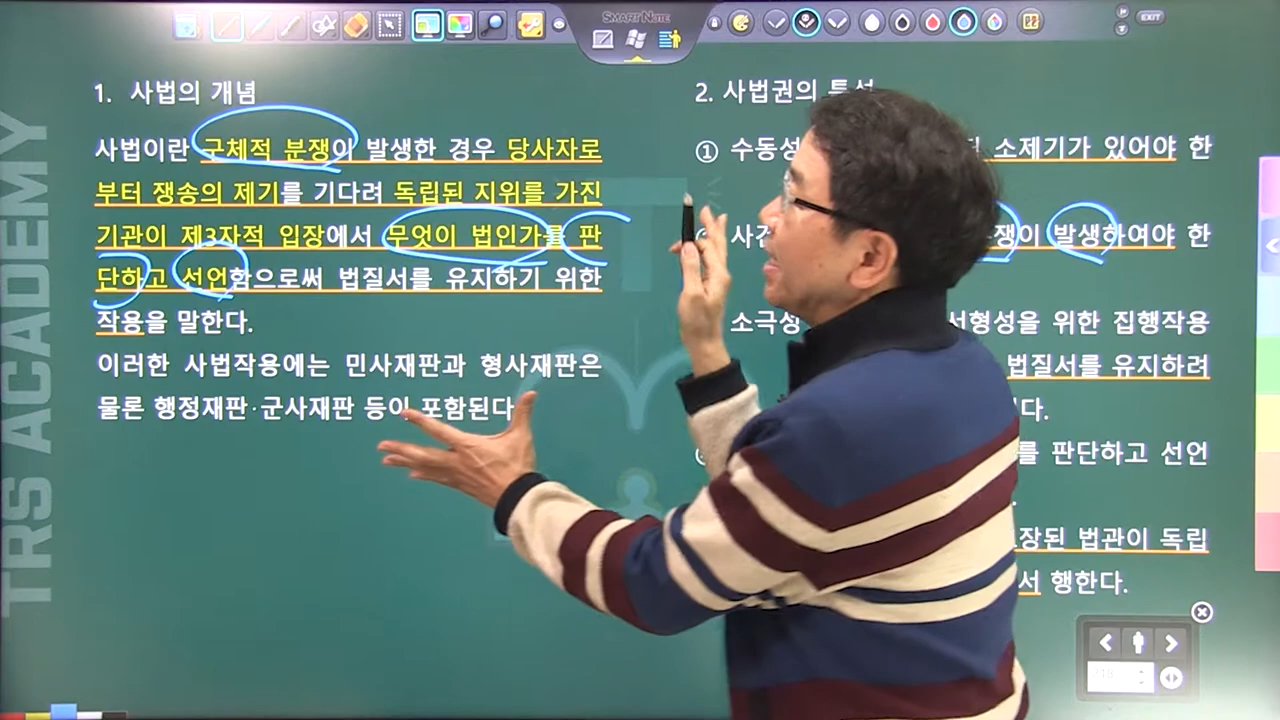 SMART NOTE
EXIT
TRS ACADEMY
1. 사법의 개념
사법이란 구체적 분쟁이 발생한 경우 당사자로
부터 쟁송의 제기를 기다려 독립된 지위를 가진
기관이 제3자적 입장에서 무엇이 법인가를 판
단하고 선언함으로써 법질서를 유지하기 위한
작용을 말한다.
이러한 사법작용에는 민사재판과 형사재판은
물론 행정재판·군사재판 등이 포함된다
2. 사법권의 특성
① 수동성 소제기가 있어야 한
발생하여야 한
소극성 집행작용
법질서를 유지하려
다.
를 판단하고 선언
법관이 독립
서 행한다.